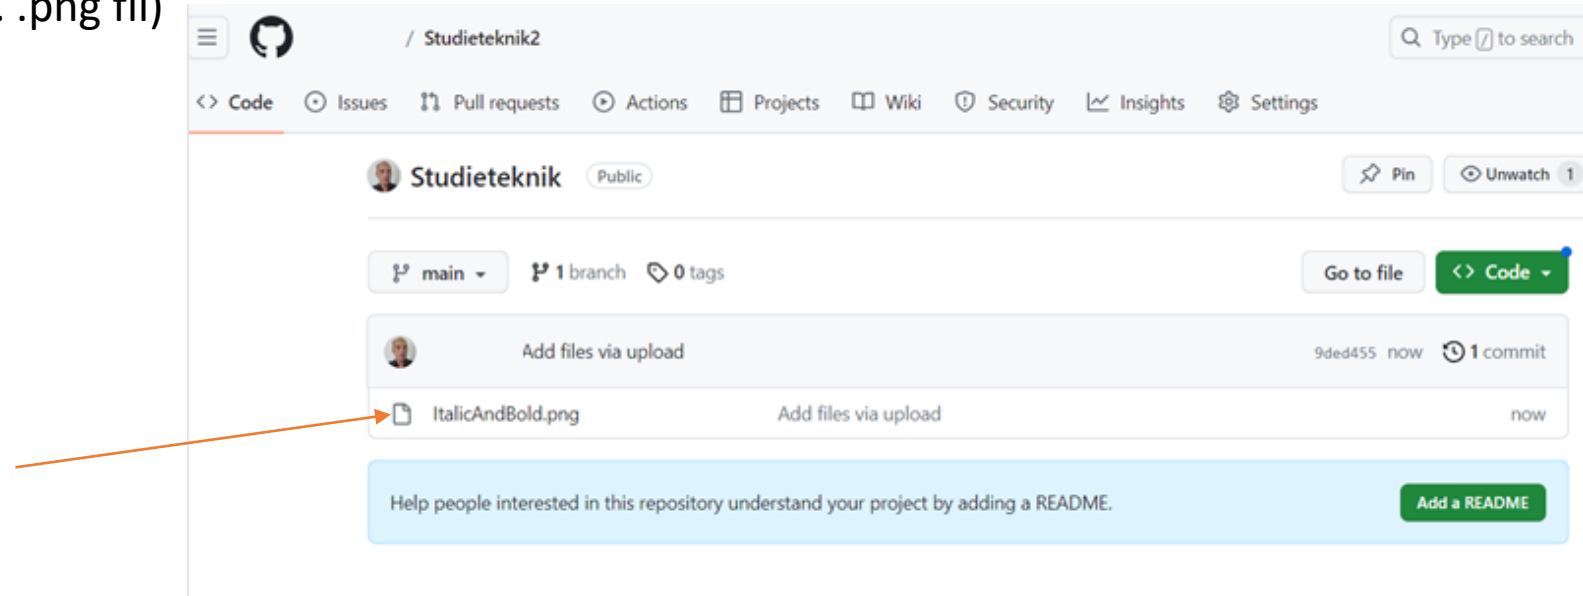 . .png fil)
/ Studieteknik2
Type / to search
Code Issues Pull requests Actions Projects Wiki Security Insights Settings
Studieteknik Public
Pin Unwatch 1
main 1 branch 0 tags
Go to file Code
Add files via upload 9ded455 now 1 commit
ItalicAndBold.png Add files via upload now
Help people interested in this repository understand your project by adding a README. Add a README